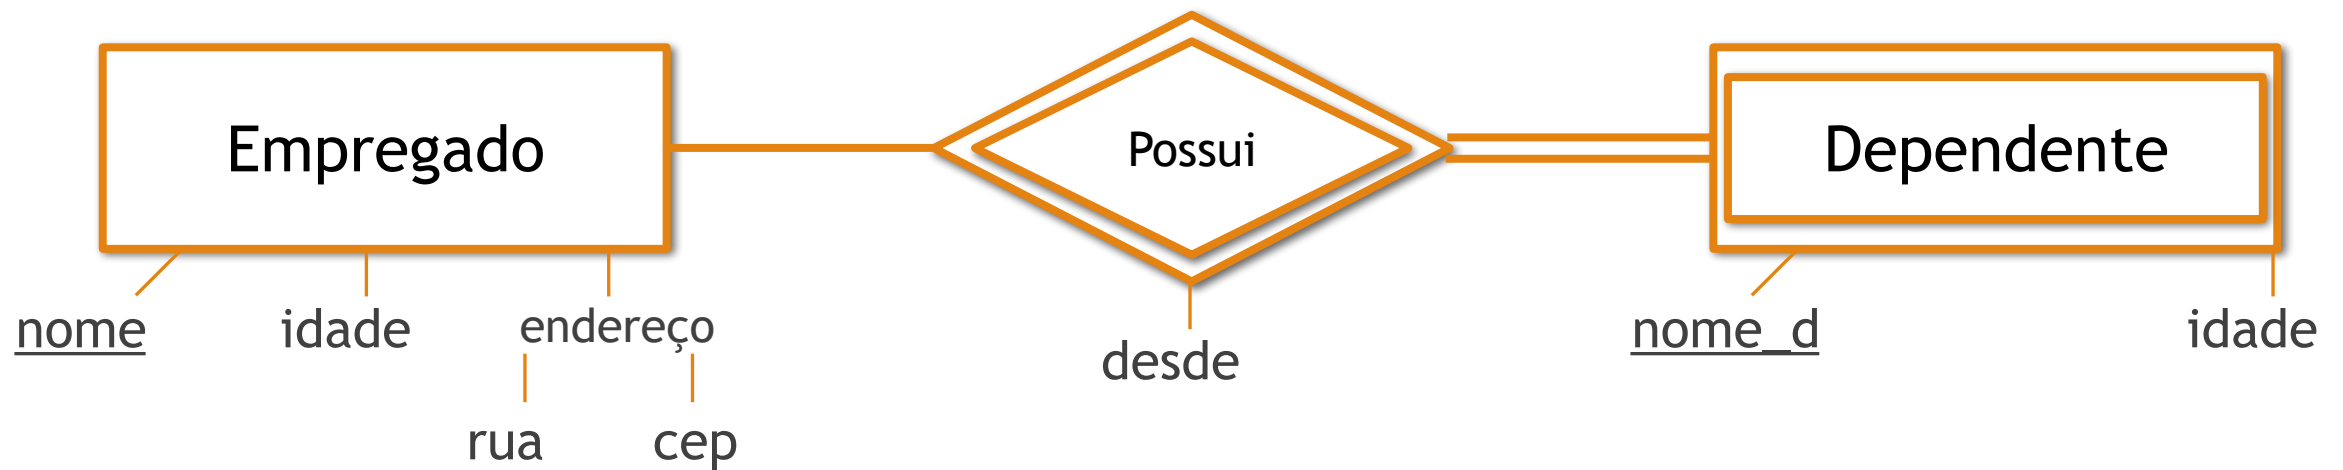 Empregado
Possui
Dependente
nome
idade
endereço
desde
nome_d
idade
rua
cep